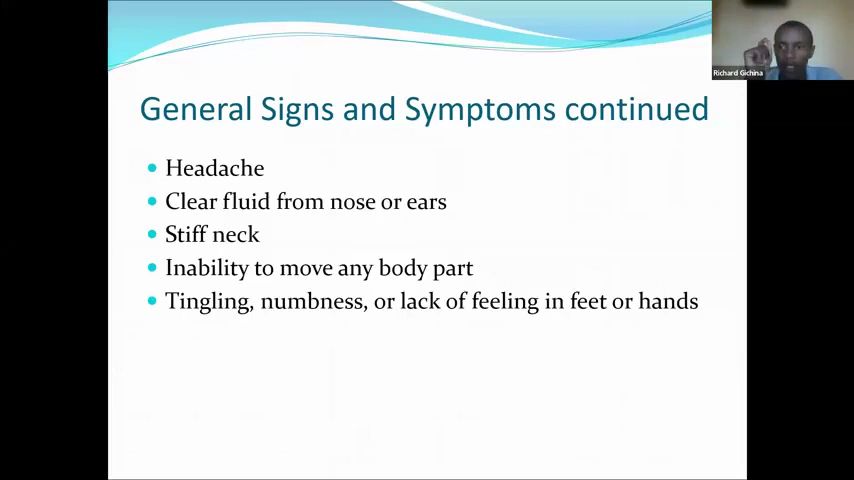 Richard Gichina
General Signs and Symptoms continued
Headache
Clear fluid from nose or ears
Stiff neck
Inability to move any body part
Tingling, numbness, or lack of feeling in feet or hands